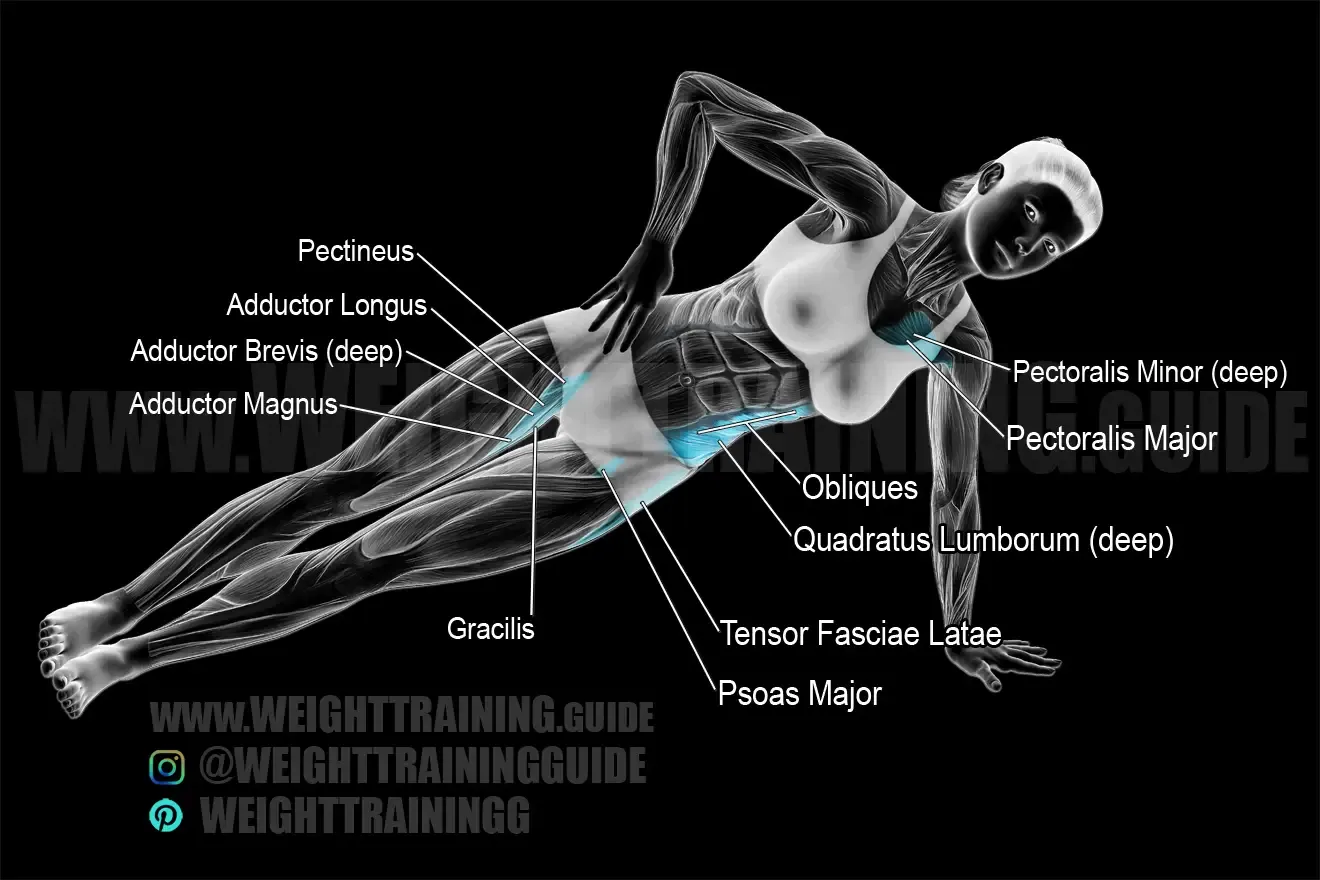 Pectineus
Adductor Longus
Adductor Brevis (deep)
Adductor Magnus
Pectoralis Minor (deep)
WWW.WEIGHTTRAINING.GUIDE
Pectoralis Major
Obliques
Quadratus Lumborum (deep)
Gracilis
Tensor Fasciae Latae
Psoas Major
WWW.WEIGHTTRAINING.GUIDE
@WEIGHTTRAININGGUIDE
WEIGHTTRAININGG